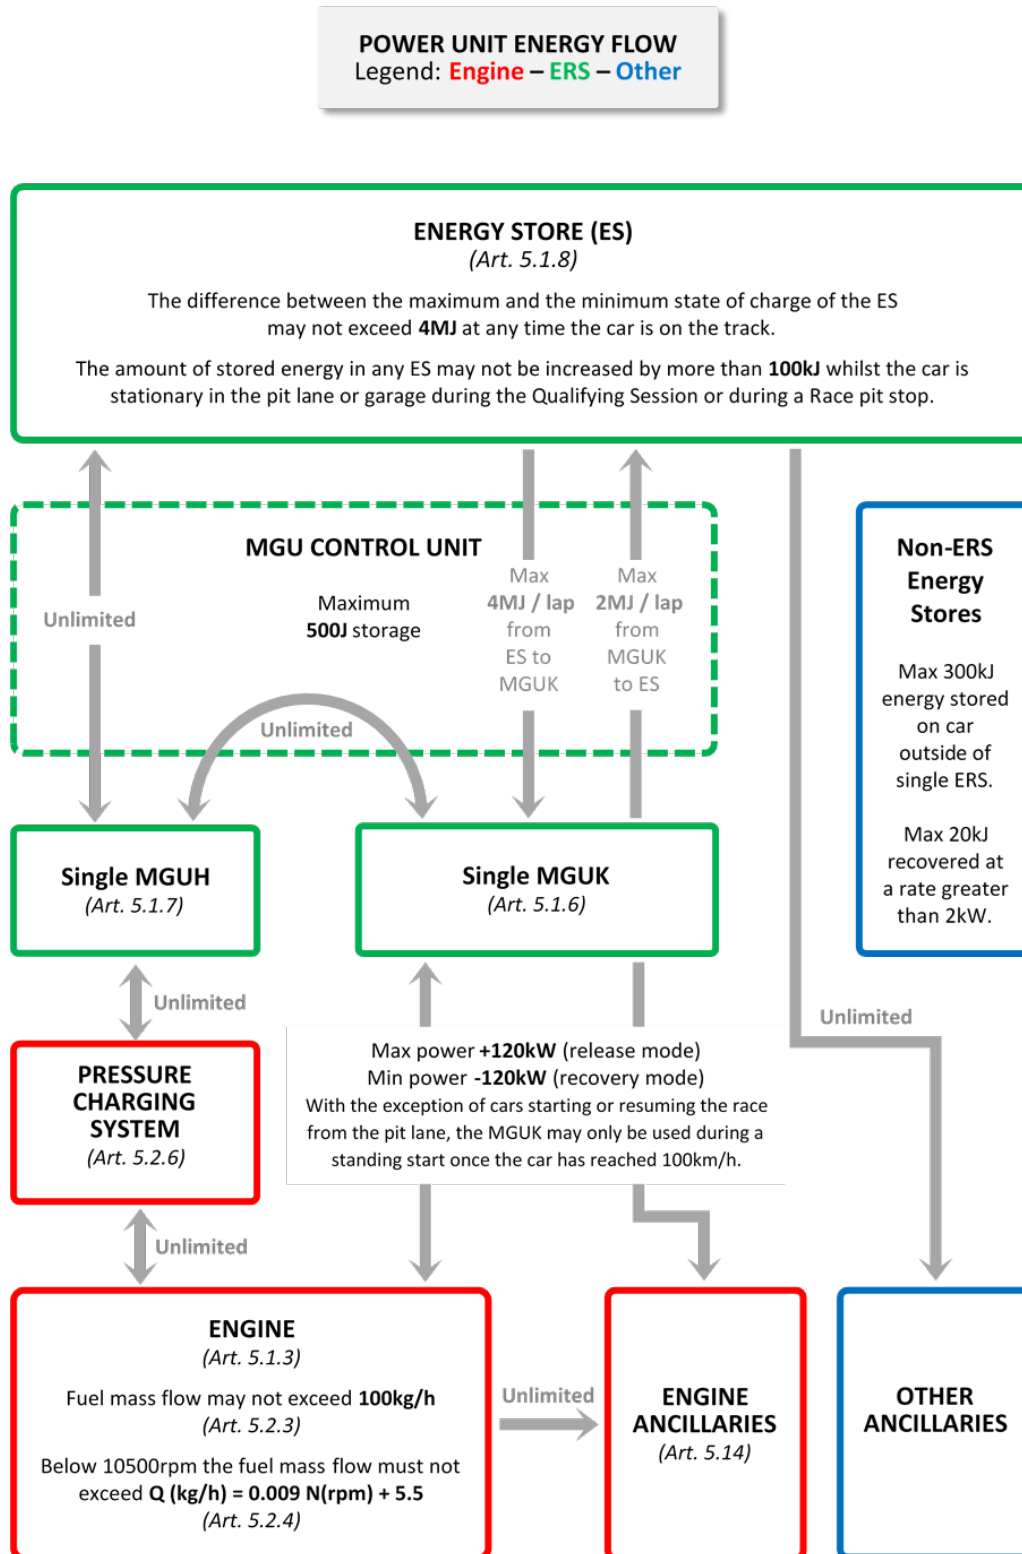 POWER UNIT ENERGY FLOW
Legend: Engine – ERS – Other
ENERGY STORE (ES)
(Art. 5.1.8)
The difference between the maximum and the minimum state of charge of the ES
may not exceed 4MJ at any time the car is on the track.
The amount of stored energy in any ES may not be increased by more than 100kJ whilst the car is
stationary in the pit lane or garage during the Qualifying Session or during a Race pit stop.
Unlimited
MGU CONTROL UNIT
Maximum
500J storage
Max
4MJ / lap
from
ES to
MGUK
Max
2MJ / lap
from
MGUK
to ES
Unlimited
Non-ERS
Energy
Stores
Max 300kJ
energy stored
on car
outside of
single ERS.
Max 20kJ
recovered at
a rate greater
than 2kW.
Single MGUH
(Art. 5.1.7)
Single MGUK
(Art. 5.1.6)
Unlimited
Unlimited
Max power +120kW (release mode)
Min power -120kW (recovery mode)
With the exception of cars starting or resuming the race
from the pit lane, the MGUK may only be used during a
standing start once the car has reached 100km/h.
PRESSURE
CHARGING
SYSTEM
(Art. 5.2.6)
Unlimited
ENGINE
(Art. 5.1.3)
Fuel mass flow may not exceed 100kg/h
(Art. 5.2.3)
Below 10500rpm the fuel mass flow must not
exceed Q (kg/h) = 0.009 N(rpm) + 5.5
(Art. 5.2.4)
Unlimited
ENGINE
ANCILLARIES
(Art. 5.14)
OTHER
ANCILLARIES